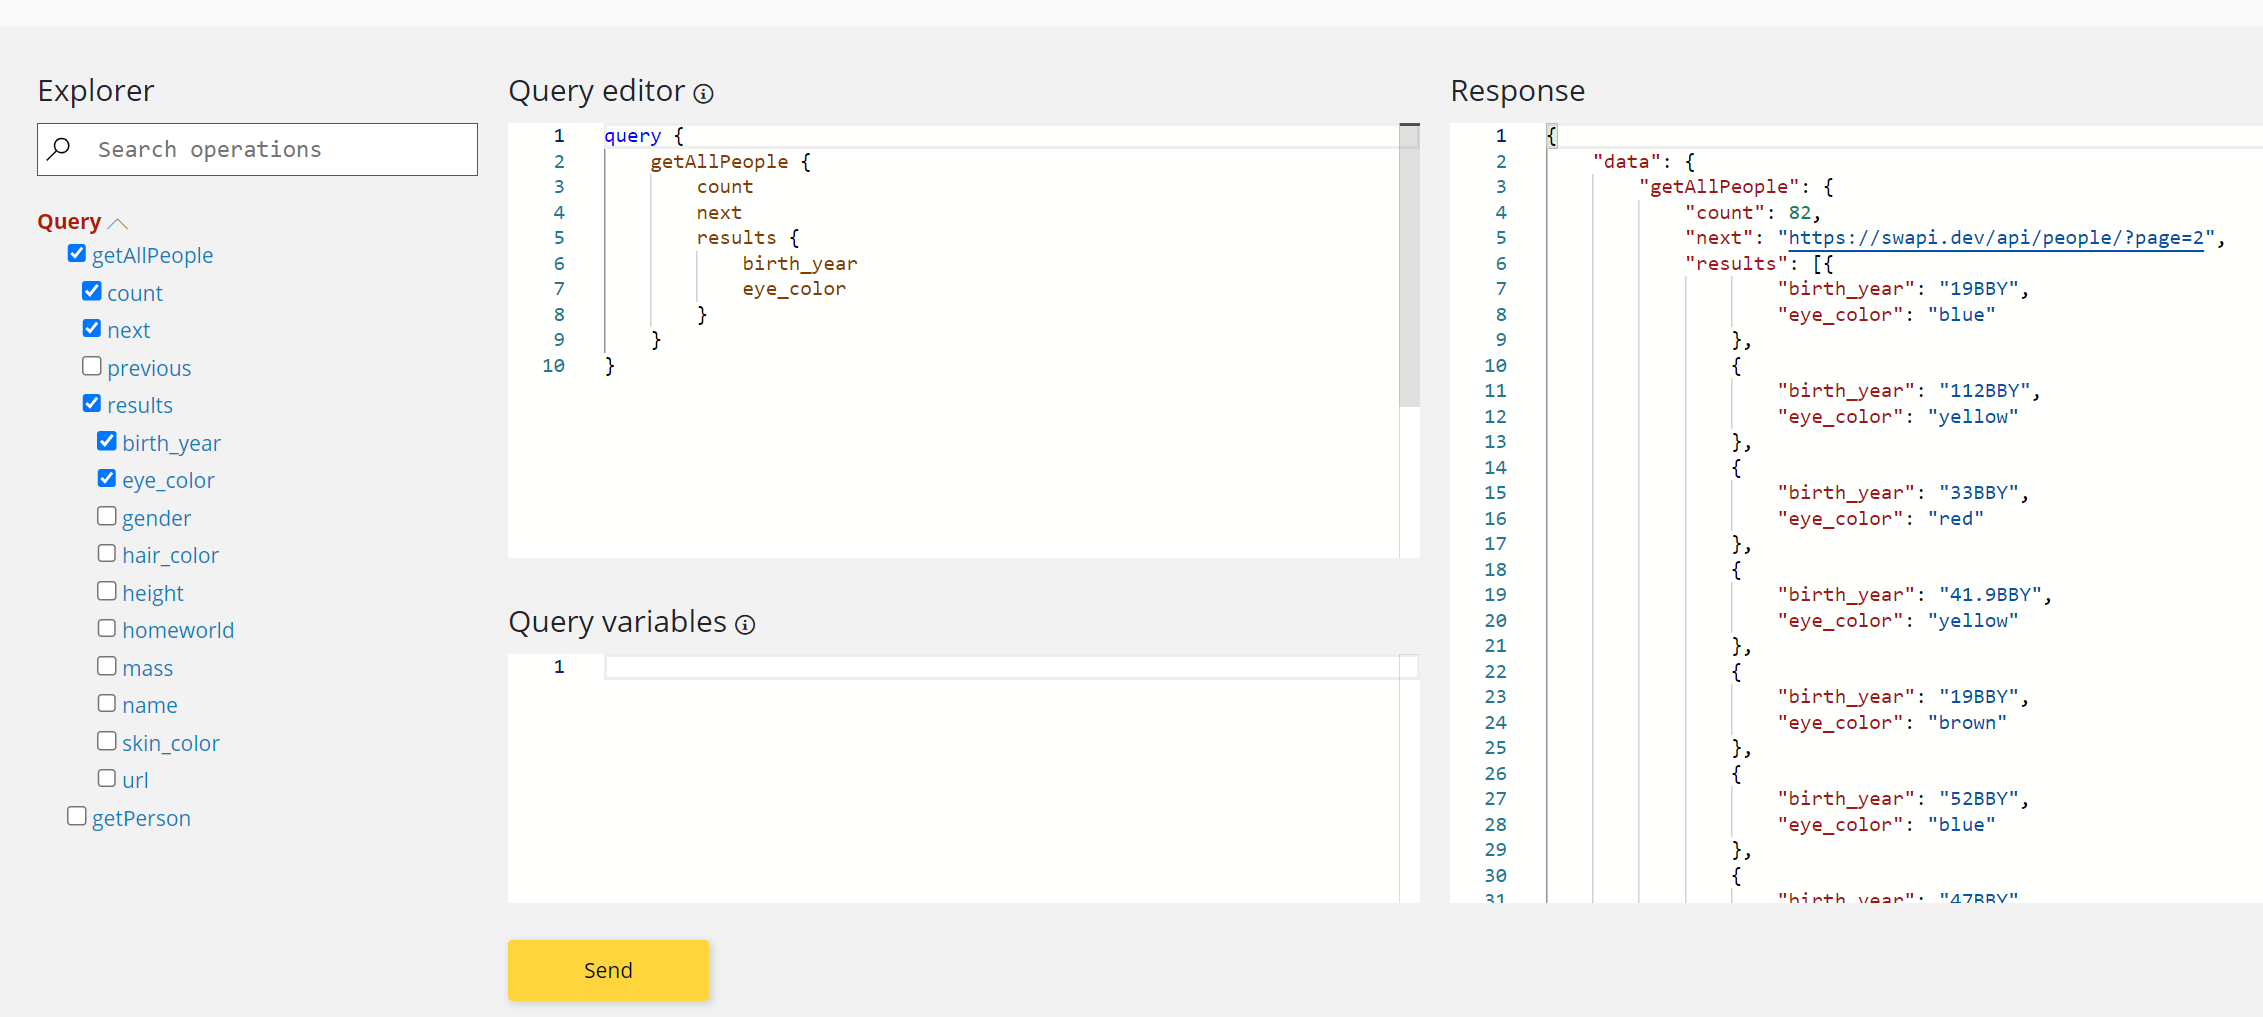 Explorer
Search operations
Query
getAllPeople
count
next
previous
results
birth_year
eye_color
gender
hair_color
height
homeworld
mass
name
skin_color
url
getPerson
Query editor
1 query {
2 getAllPeople {
3 count
4 next
5 results {
6 birth_year
7 eye_color
8 }
9 }
10 }
Query variables
1
Send
Response
1 {
2 "data": {
3 "getAllPeople": {
4 "count": 82,
5 "next": "https://swapi.dev/api/people/?page=2",
6 "results": [{
7 "birth_year": "19BBY",
8 "eye_color": "blue"
9 },
10 {
11 "birth_year": "112BBY",
12 "eye_color": "yellow"
13 },
14 {
15 "birth_year": "33BBY",
16 "eye_color": "red"
17 },
18 {
19 "birth_year": "41.9BBY",
20 "eye_color": "yellow"
21 },
22 {
23 "birth_year": "19BBY",
24 "eye_color": "brown"
25 },
26 {
27 "birth_year": "52BBY",
28 "eye_color": "blue"
29 },
30 {
31 "birth_year": "47BBY"